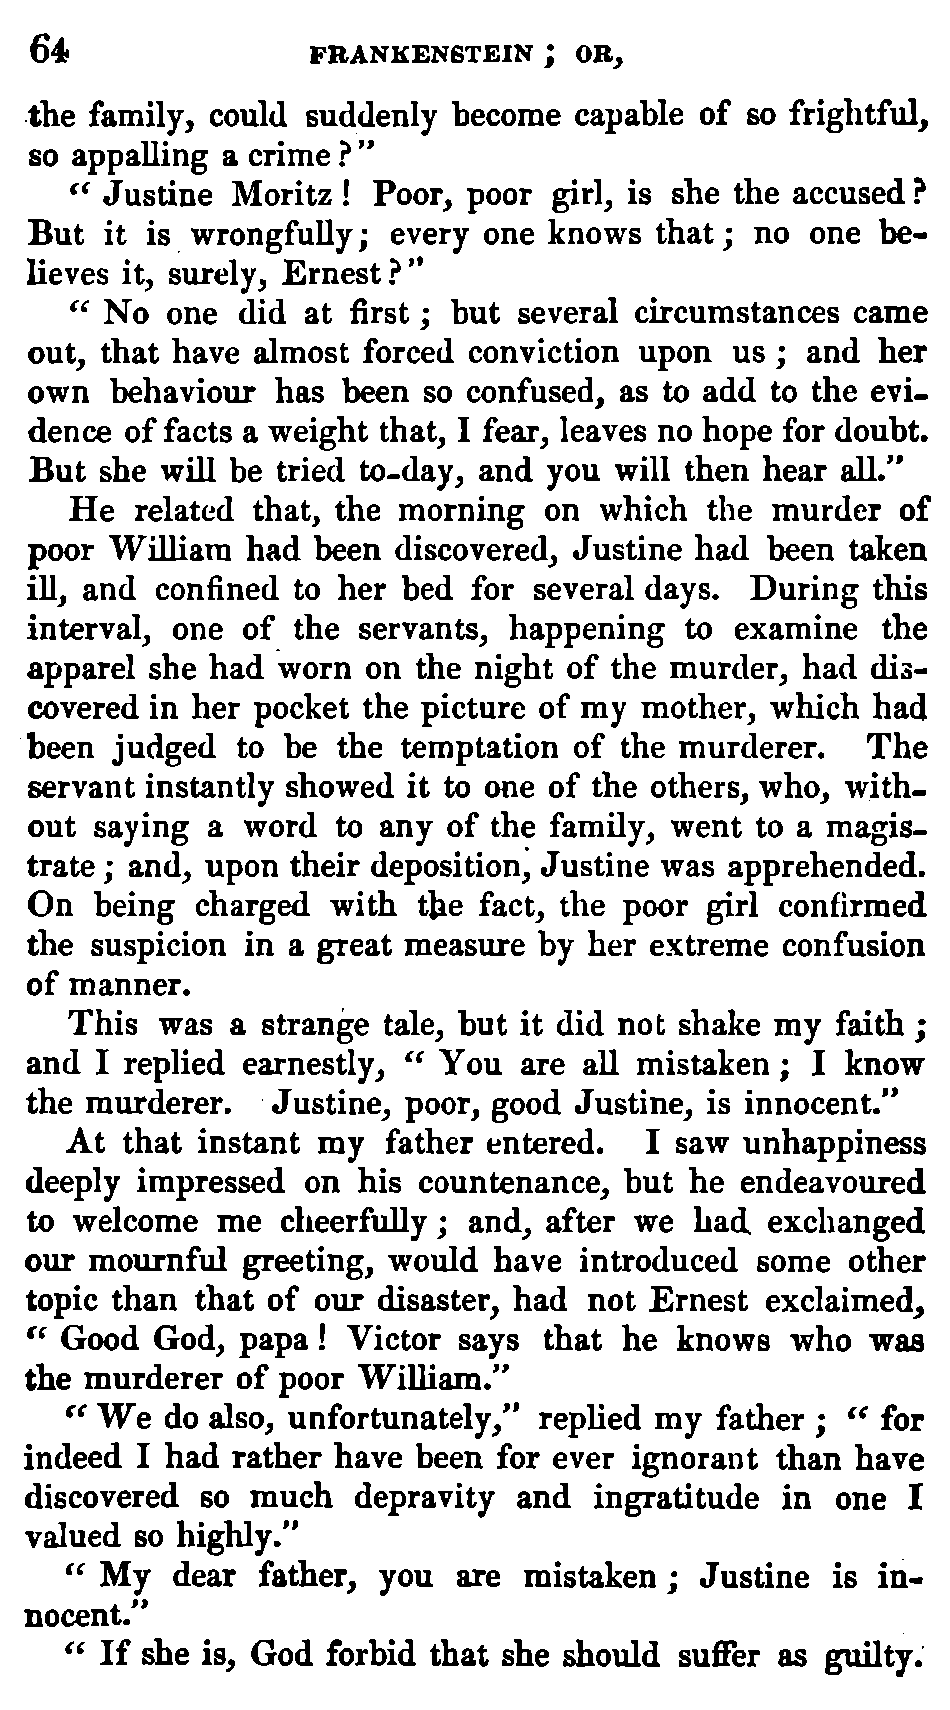 64 FRANKENSTEIN ; OR,
the family, could suddenly become capable of so frightful,
so appalling a crime ? "
" Justine Moritz ! Poor, poor girl, is she the accused ?
But it is wrongfully ; every one knows that ; no one be-
lieves it, surely, Ernest ? "
" No one did at first ; but several circumstances came
out, that have almost forced conviction upon us ; and her
own behaviour has been so confused, as to add to the evi-
dence of facts a weight that, I fear, leaves no hope for doubt.
But she will be tried to-day, and you will then hear all."
He related that, the morning on which the murder of
poor William had been discovered, Justine had been taken
ill, and confined to her bed for several days. During this
interval, one of the servants, happening to examine the
apparel she had worn on the night of the murder, had dis-
covered in her pocket the picture of my mother, which had
been judged to be the temptation of the murderer. The
servant instantly showed it to one of the others, who, with-
out saying a word to any of the family, went to a magis-
trate ; and, upon their deposition, Justine was apprehended.
On being charged with the fact, the poor girl confirmed
the suspicion in a great measure by her extreme confusion
of manner.
This was a strange tale, but it did not shake my faith ;
and I replied earnestly, " You are all mistaken ; I know
the murderer. Justine, poor, good Justine, is innocent."
At that instant my father entered. I saw unhappiness
deeply impressed on his countenance, but he endeavoured
to welcome me cheerfully ; and, after we had exchanged
our mournful greeting, would have introduced some other
topic than that of our disaster, had not Ernest exclaimed,
" Good God, papa ! Victor says that he knows who was
the murderer of poor William."
" We do also, unfortunately," replied my father ; " for
indeed I had rather have been for ever ignorant than have
discovered so much depravity and ingratitude in one I
valued so highly."
" My dear father, you are mistaken ; Justine is in-
nocent."
" If she is, God forbid that she should suffer as guilty.